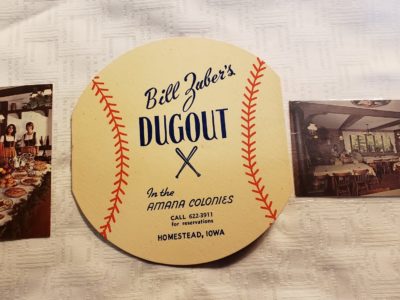 Bill Zuber's
DUGOUT
In the
AMANA COLONIES
CALL 622-3911
for reservations
HOMESTEAD, IOWA